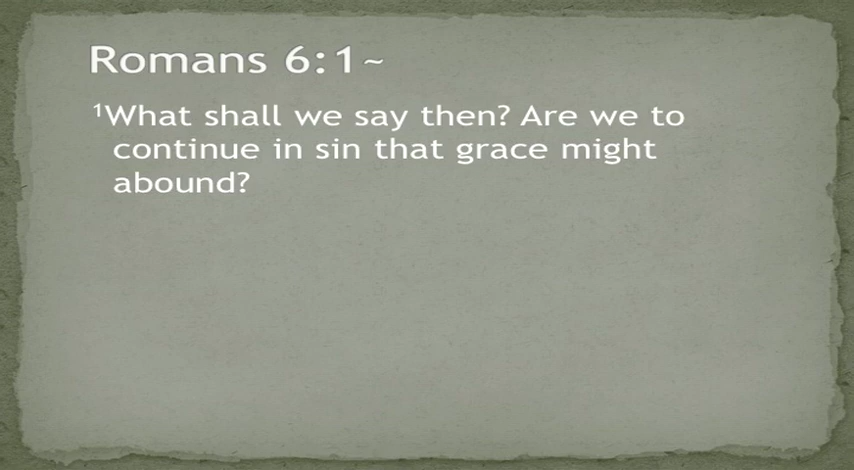 Romans 6:1~
¹What shall we say then? Are we to
continue in sin that grace might
abound?